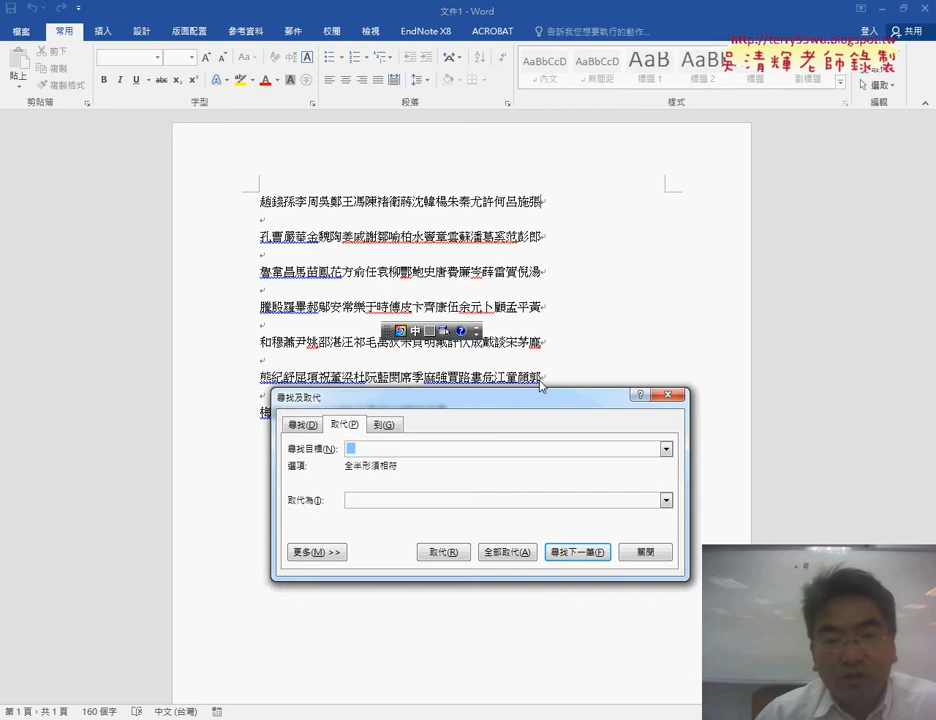 文件1 - Word
檔案 常用 插入 設計 版面配置 參考資料 郵件 校閱 檢視 EndNote X8 ACROBAT 告訴我您想要執行的動作... 登入 共用
http://terry55wu.blogspot.tw
吳清輝老師錄製
貼上 剪下 複製 複製格式
AaBbCcD AaBbCcD AaB AaBb
內文 無間距 標題 1 標題 2 副標題 選取
剪貼簿 字型 段落 樣式 編輯
趙錢孫李周吳鄭王馮陳褚衛蔣沈韓楊朱秦尤許何呂施張
孔曹嚴華金魏陶姜戚謝鄒喻柏水竇章雲蘇潘葛奚范彭郎
魯韋昌馬苗鳳花方俞任袁柳酆鮑史唐費廉岑薛雷賀倪湯
滕殷羅畢郝鄔安常樂于時傅皮卞齊康伍余元卜顧孟平黃
中
和穆蕭尹姚邵湛汪祁毛禹狄米貝明臧計伏成戴談宋茅龐
熊紀舒屈項祝董梁杜阮藍閔席季麻強賈路婁危江童顏郭
梅
尋找及取代
尋找(D) 取代(P) 到(G)
尋找目標(N):
選項: 全半形須相符
取代為(I):
更多(M) >> 取代(R) 全部取代(A) 尋找下一筆(F) 關閉
第 1 頁，共 1 頁 160 個字 中文 (台灣)